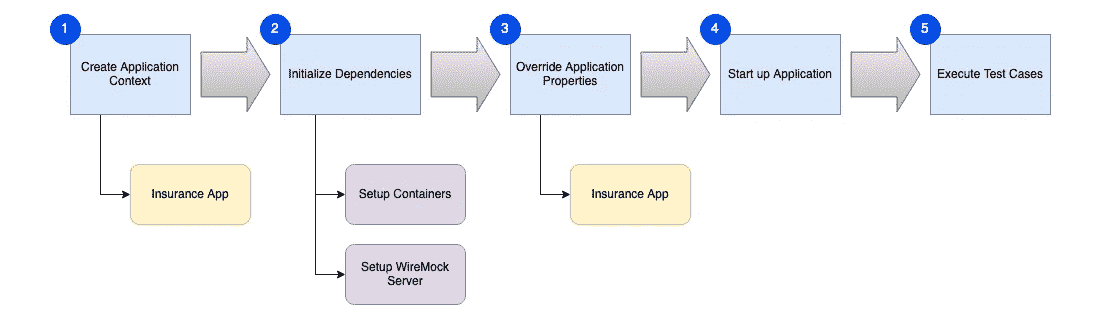 1
Create Application
Context
2
Initialize Dependencies
3
Override Application
Properties
4
Start up Application
5
Execute Test Cases
Insurance App
Setup Containers
Insurance App
Setup WireMock
Server